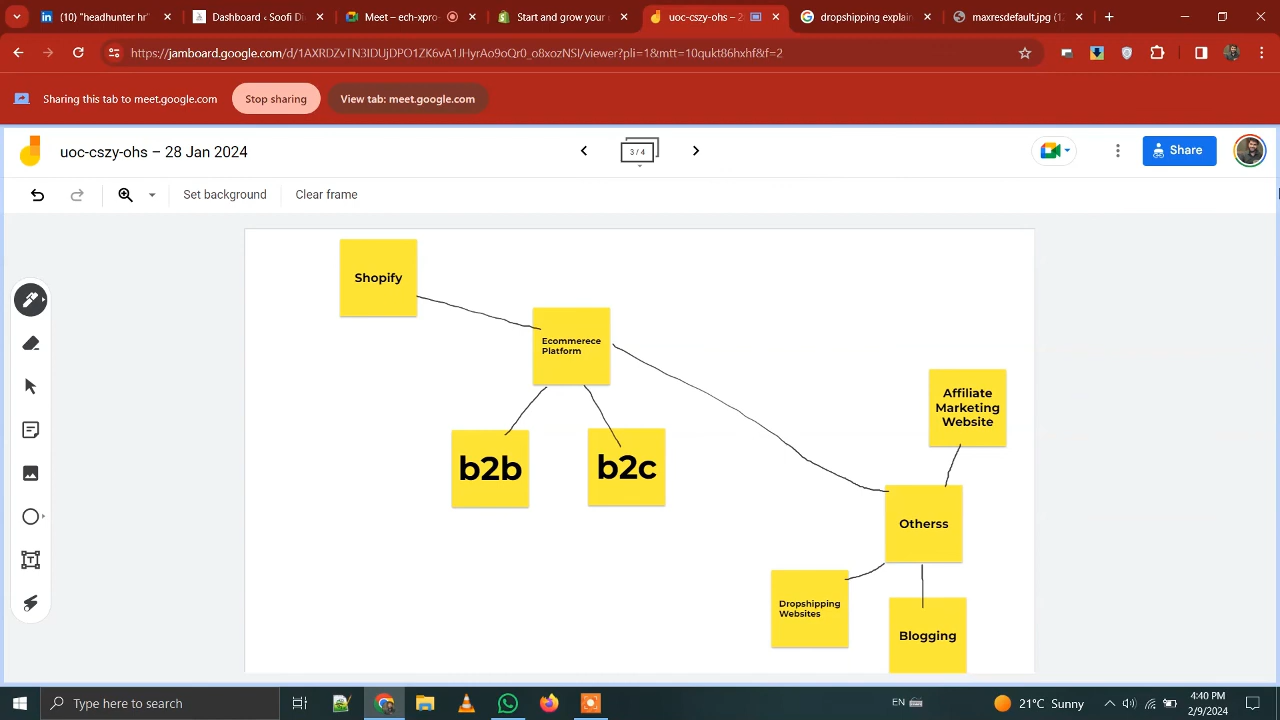 "headhunter hr"
Dashboard - Soofi Di
Meet – ech-xpro-
Start and grow your
uoc-cszy-ohs – 2
dropshipping explain
maxresdefault.jpg (12
https://jamboard.google.com/d/1AXRDZvTN3IDUjDPO1ZK6vA1JHyrAo9oQr0_o8xozNSI/viewer?pli=1&mtt=10qukt86hxhf&f=2
Sharing this tab to meet.google.com
Stop sharing
View tab: meet.google.com
uoc-cszy-ohs – 28 Jan 2024
3 / 4
Share
Set background
Clear frame
Shopify
Ecommerece
Platform
b2b
b2c
Affiliate
Marketing
Website
Otherss
Dropshipping
Websites
Blogging
Type here to search
EN
21°C Sunny
4:40 PM
2/9/2024